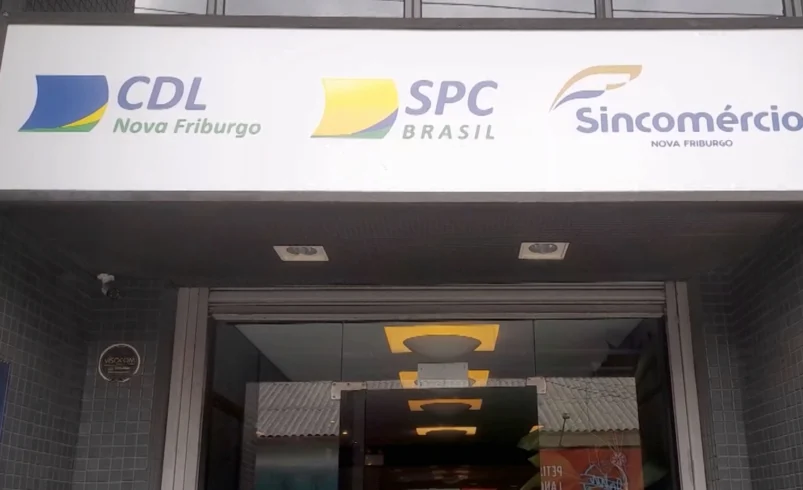 CDL
Nova Friburgo
SPC
BRASIL
Sincomércio
NOVA FRIBURGO